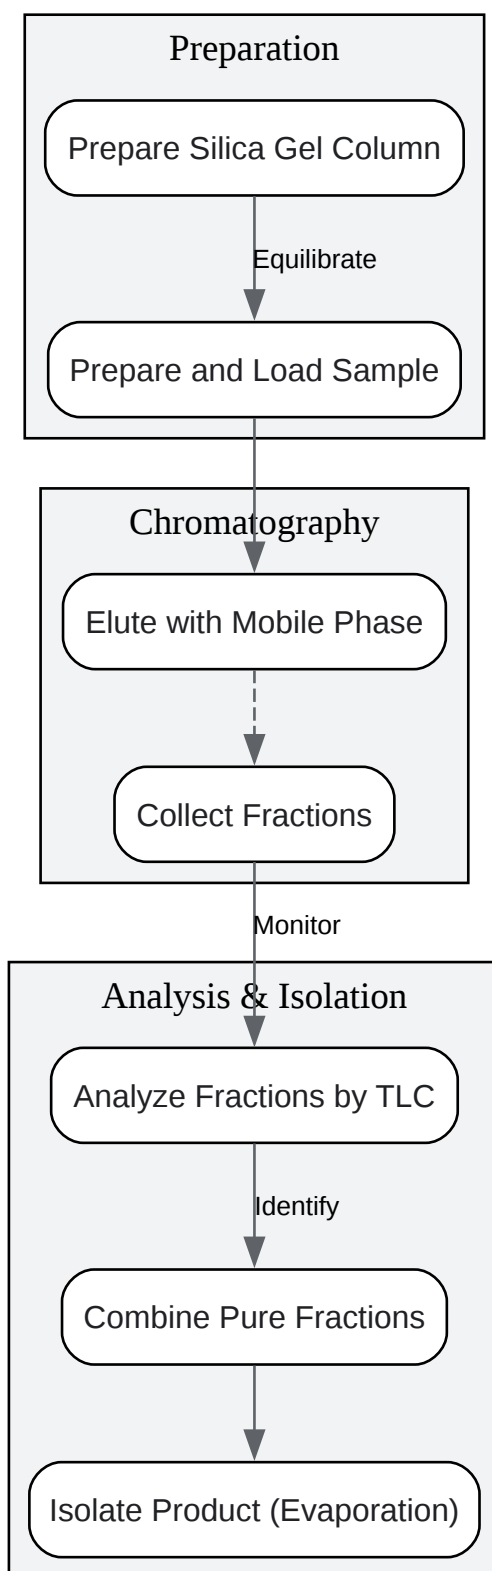 Preparation
Prepare Silica Gel Column
Equilibrate
Prepare and Load Sample
Chromatography
Elute with Mobile Phase
Collect Fractions
Monitor
Analysis & Isolation
Analyze Fractions by TLC
Identify
Combine Pure Fractions
Isolate Product (Evaporation)